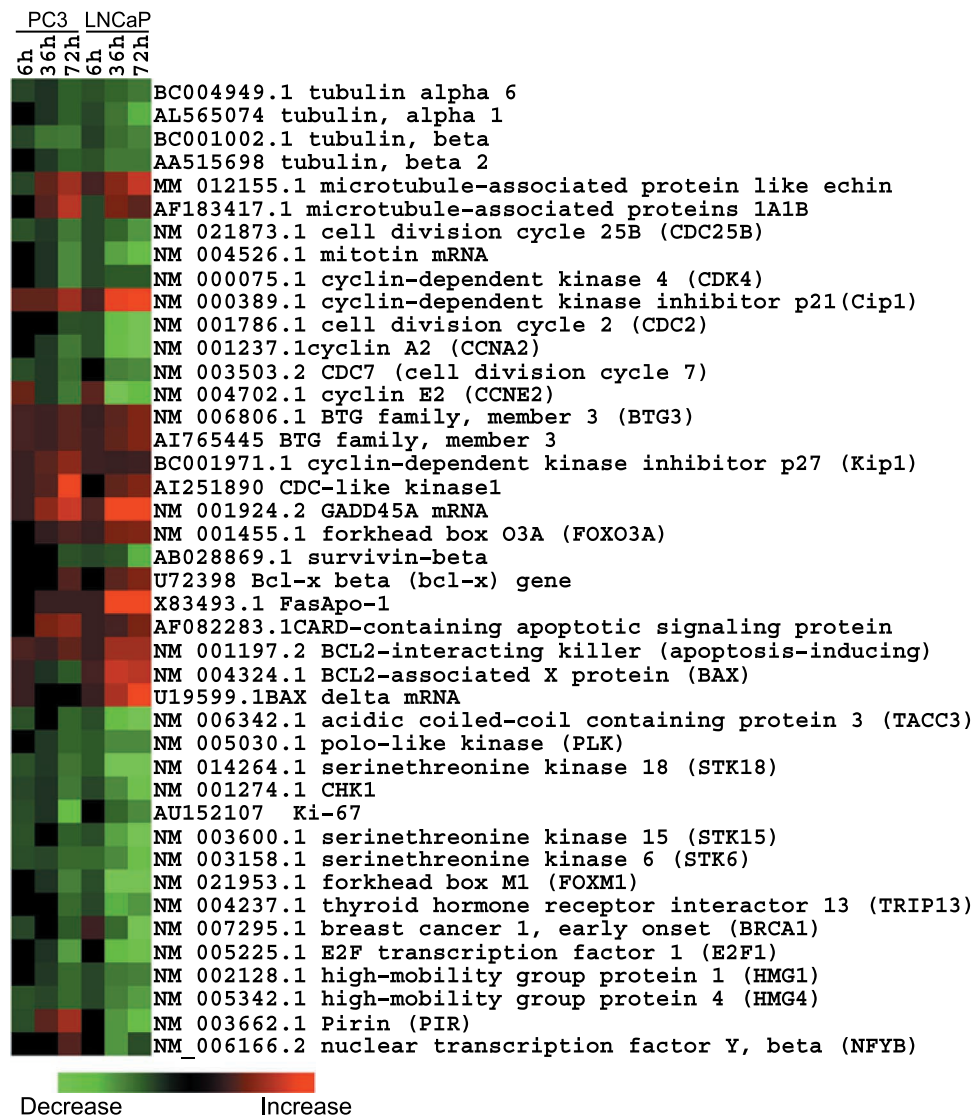 PC3 LNCaP
6h 36h 72h 6h 36h 72h
BC004949.1 tubulin alpha 6
AL565074 tubulin, alpha 1
BC001002.1 tubulin, beta
AA515698 tubulin, beta 2
MM 012155.1 microtubule-associated protein like echin
AF183417.1 microtubule-associated proteins 1A1B
NM 021873.1 cell division cycle 25B (CDC25B)
NM 004526.1 mitotin mRNA
NM 000075.1 cyclin-dependent kinase 4 (CDK4)
NM 000389.1 cyclin-dependent kinase inhibitor p21(Cip1)
NM 001786.1 cell division cycle 2 (CDC2)
NM 001237.1cyclin A2 (CCNA2)
NM 003503.2 CDC7 (cell division cycle 7)
NM 004702.1 cyclin E2 (CCNE2)
NM 006806.1 BTG family, member 3 (BTG3)
AI765445 BTG family, member 3
BC001971.1 cyclin-dependent kinase inhibitor p27 (Kip1)
AI251890 CDC-like kinase1
NM 001924.2 GADD45A mRNA
NM 001455.1 forkhead box O3A (FOXO3A)
AB028869.1 survivin-beta
U72398 Bcl-x beta (bcl-x) gene
X83493.1 FasApo-1
AF082283.1CARD-containing apoptotic signaling protein
NM 001197.2 BCL2-interacting killer (apoptosis-inducing)
NM 004324.1 BCL2-associated X protein (BAX)
U19599.1BAX delta mRNA
NM 006342.1 acidic coiled-coil containing protein 3 (TACC3)
NM 005030.1 polo-like kinase (PLK)
NM 014264.1 serinethreonine kinase 18 (STK18)
NM 001274.1 CHK1
AU152107 Ki-67
NM 003600.1 serinethreonine kinase 15 (STK15)
NM 003158.1 serinethreonine kinase 6 (STK6)
NM 021953.1 forkhead box M1 (FOXM1)
NM 004237.1 thyroid hormone receptor interactor 13 (TRIP13)
NM 007295.1 breast cancer 1, early onset (BRCA1)
NM 005225.1 E2F transcription factor 1 (E2F1)
NM 002128.1 high-mobility group protein 1 (HMG1)
NM 005342.1 high-mobility group protein 4 (HMG4)
NM 003662.1 Pirin (PIR)
NM_006166.2 nuclear transcription factor Y, beta (NFYB)
Decrease Increase